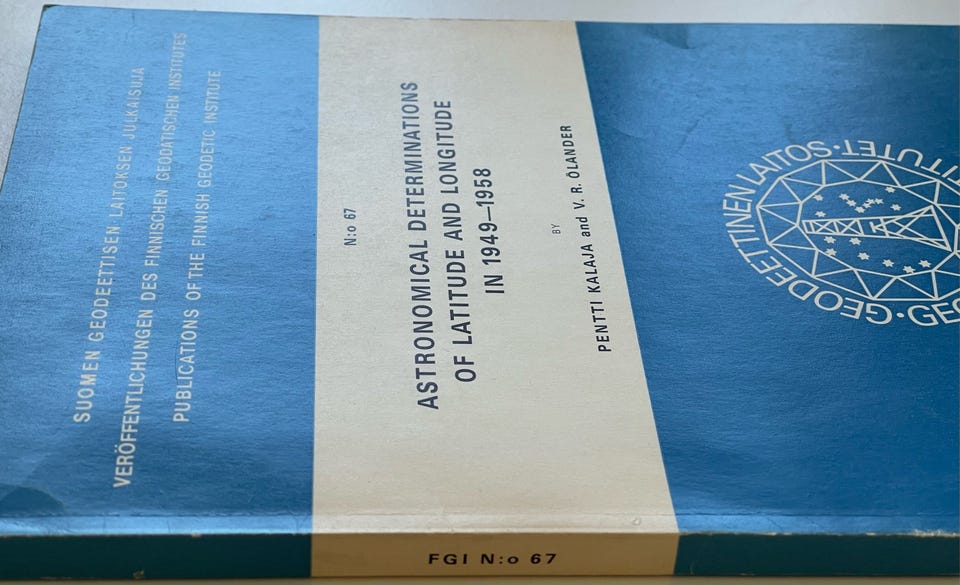 SUOMEN GEODEETTISEN LAITOKSEN JULKAISUJA
VERÖFFENTLICHUNGEN DES FINNISCHEN GEODÄTISCHEN INSTITUTES
PUBLICATIONS OF THE FINNISH GEODETIC INSTITUTE
N:o 67
ASTRONOMICAL DETERMINATIONS
OF LATITUDE AND LONGITUDE
IN 1949–1958
BY
PENTTI KALAJA and V. R. ÖLANDER
GEODEETTINEN LAITOS · GEO
FGI N:o 67